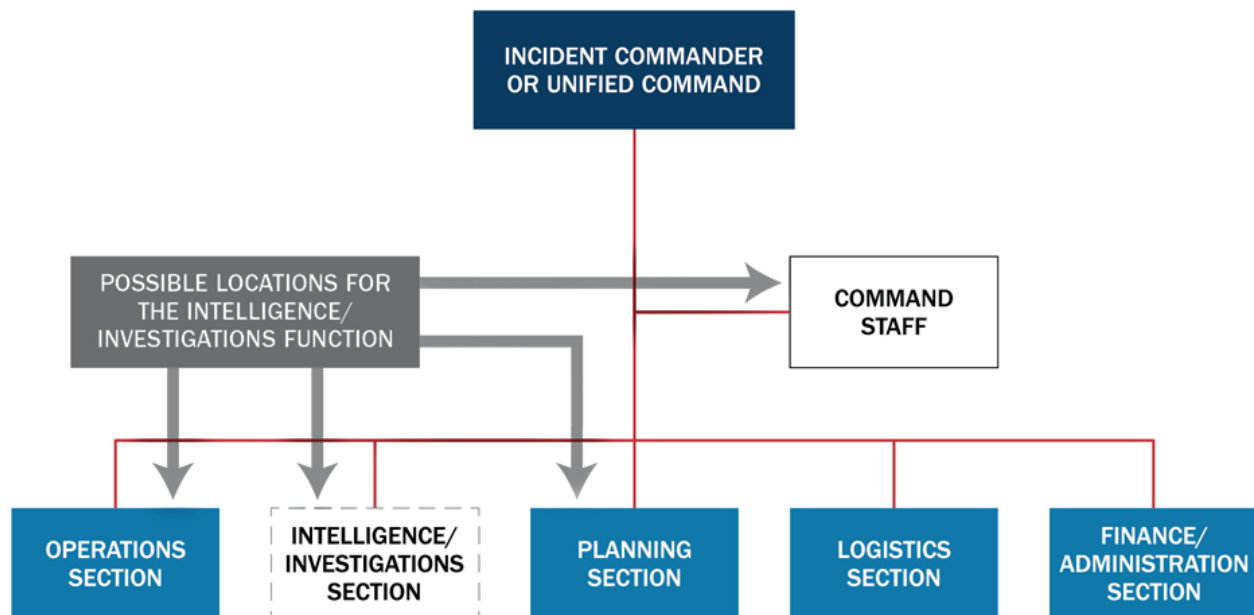 INCIDENT COMMANDER
OR UNIFIED COMMAND
POSSIBLE LOCATIONS FOR
THE INTELLIGENCE/
INVESTIGATIONS FUNCTION
COMMAND
STAFF
OPERATIONS
SECTION
INTELLIGENCE/
INVESTIGATIONS
SECTION
PLANNING
SECTION
LOGISTICS
SECTION
FINANCE/
ADMINISTRATION
SECTION